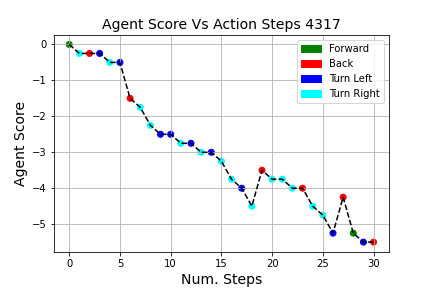 Agent Score Vs Action Steps 4317
Agent Score
0
−1
−2
−3
−4
−5
Forward
Back
Turn Left
Turn Right
0 5 10 15 20 25 30
Num. Steps